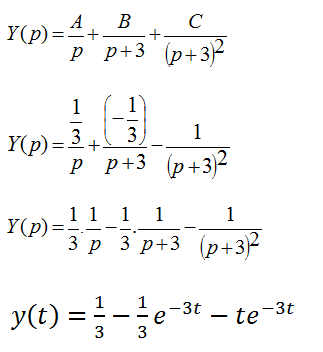 Y(p) = A/p + B/(p+3) + C/(p+3)²
Y(p) = (1/3)/p + (−1/3)/(p+3) − 1/(p+3)²
Y(p) = 1/3 . 1/p − 1/3 . 1/(p+3) − 1/(p+3)²
y(t) = 1/3 − 1/3 e^(−3t) − te^(−3t)